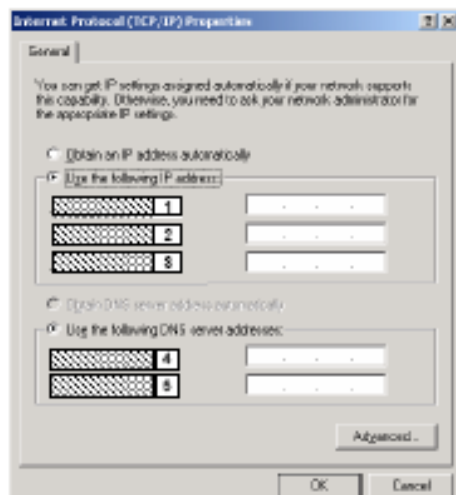 Internet Protocol (TCP/IP) Properties
General
You can get IP settings assigned automatically if your network supports
this capability. Otherwise, you need to ask your network administrator for
the appropriate IP settings.
Obtain an IP address automatically
Use the following IP address:
1
2
3
Obtain DNS server address automatically
Use the following DNS server addresses:
4
5
Advanced...
OK
Cancel